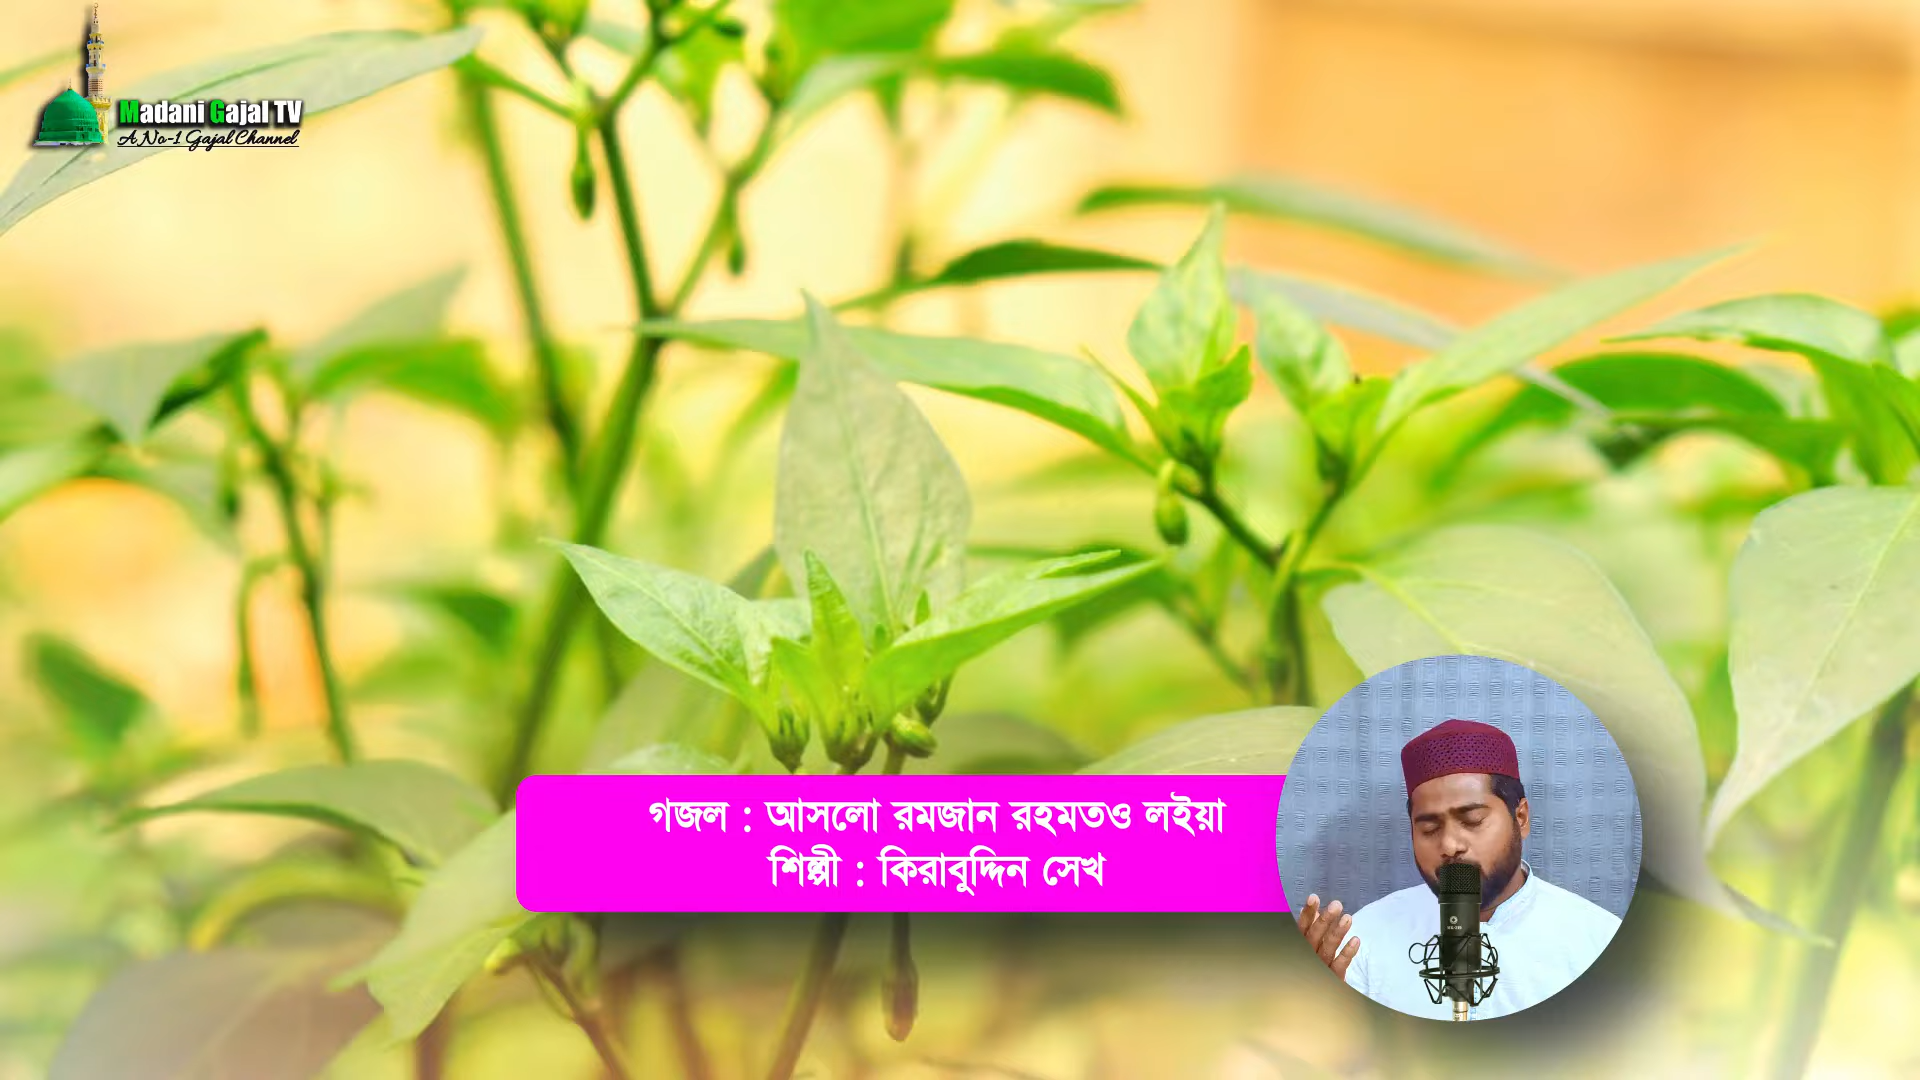 Madani Gajal TV
A No-1 Gajal Channel
গজল : আসলো রমজান রহমতও লইয়া
শিল্পী : কিরাবুদ্দিন সেখ